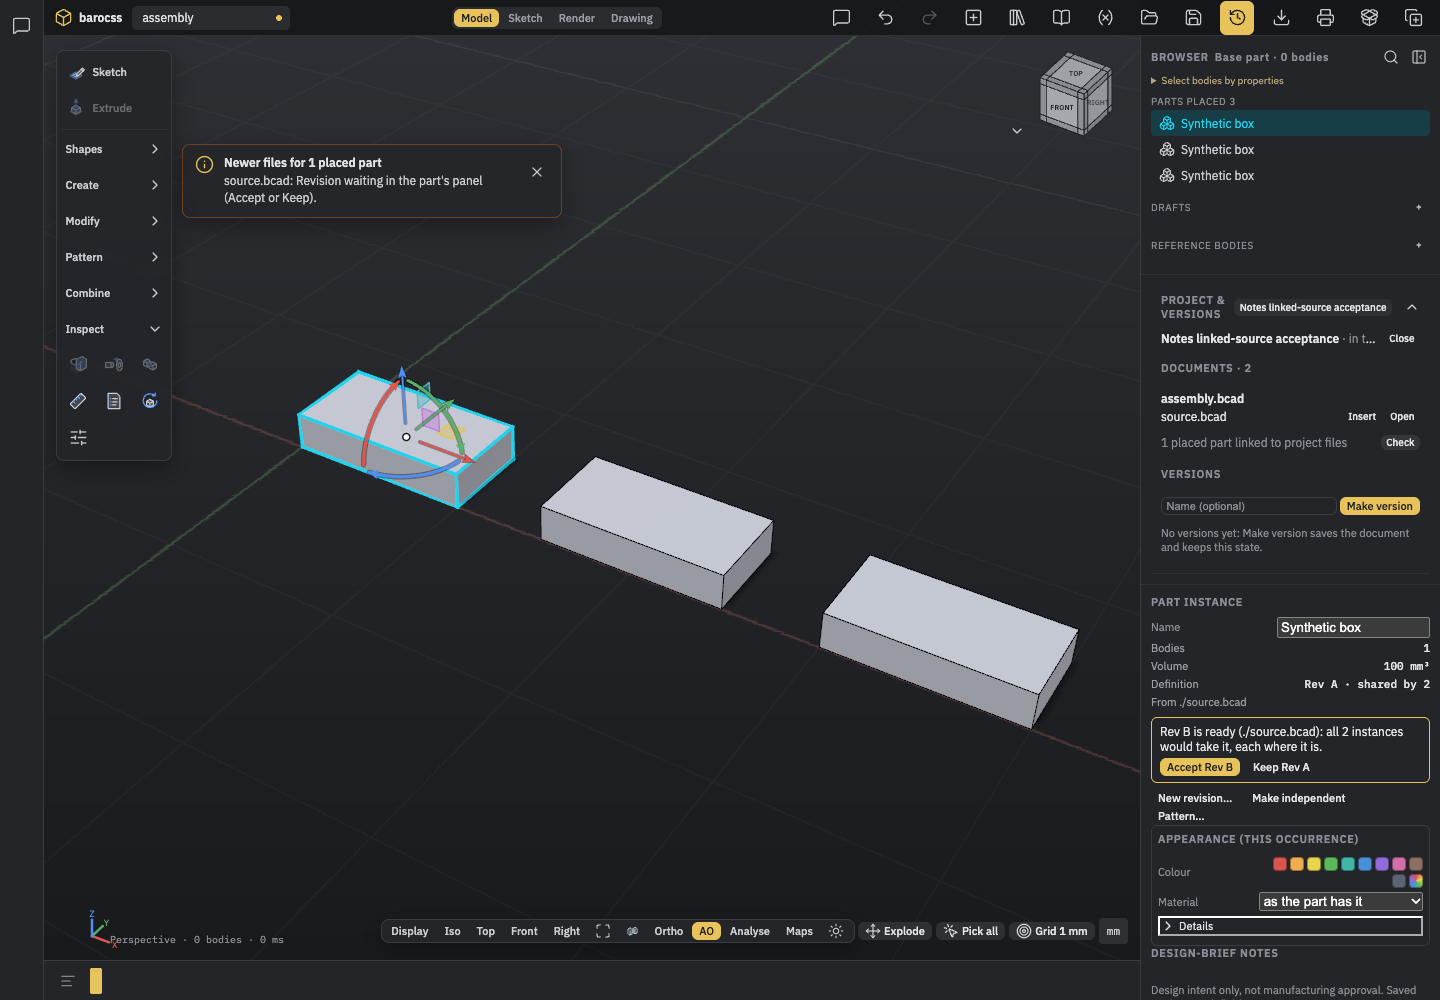 barocss
assembly
Model
Sketch
Render
Drawing
Sketch
Extrude
Shapes
Create
Modify
Pattern
Combine
Inspect
Newer files for 1 placed part
source.bcad: Revision waiting in the part's panel
(Accept or Keep).
TOP
FRONT
RIGHT
BROWSER Base part · 0 bodies
Select bodies by properties
PARTS PLACED 3
Synthetic box
Synthetic box
Synthetic box
DRAFTS +
REFERENCE BODIES +
PROJECT &
VERSIONS
Notes linked-source acceptance
Notes linked-source acceptance · in t... Close
DOCUMENTS · 2
assembly.bcad
source.bcad Insert Open
1 placed part linked to project files Check
VERSIONS
Name (optional) Make version
No versions yet: Make version saves the document
and keeps this state.
PART INSTANCE
Name Synthetic box
Bodies 1
Volume 100 mm³
Definition Rev A · shared by 2
From ./source.bcad
Rev B is ready (./source.bcad): all 2 instances
would take it, each where it is.
Accept Rev B Keep Rev A
New revision... Make independent
Pattern...
APPEARANCE (THIS OCCURRENCE)
Colour
Material as the part has it
Details
DESIGN-BRIEF NOTES
Design intent only, not manufacturing approval. Saved
Z
Y
X
Perspective · 0 bodies · 0 ms
Display Iso Top Front Right Ortho AO Analyse Maps Explode Pick all Grid 1 mm mm